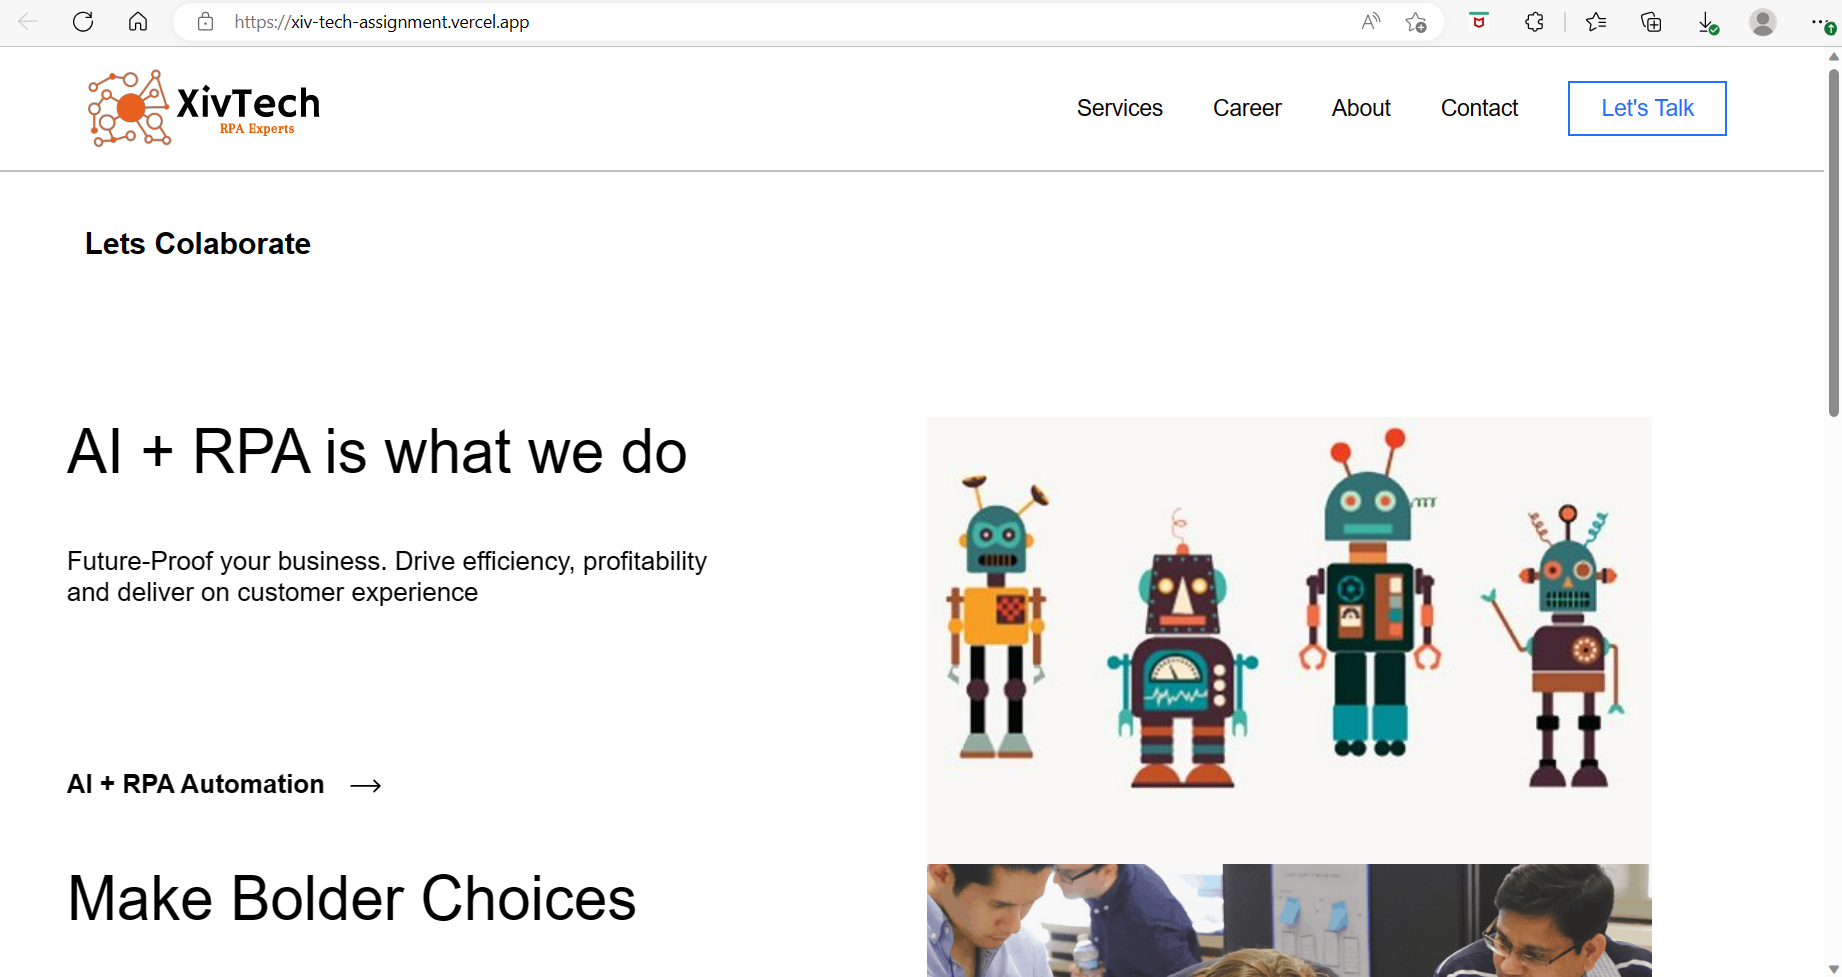 https://xiv-tech-assignment.vercel.app
XivTech
RPA Experts
Services Career About Contact Let's Talk
Lets Colaborate
AI + RPA is what we do
Future-Proof your business. Drive efficiency, profitability
and deliver on customer experience
AI + RPA Automation
Make Bolder Choices